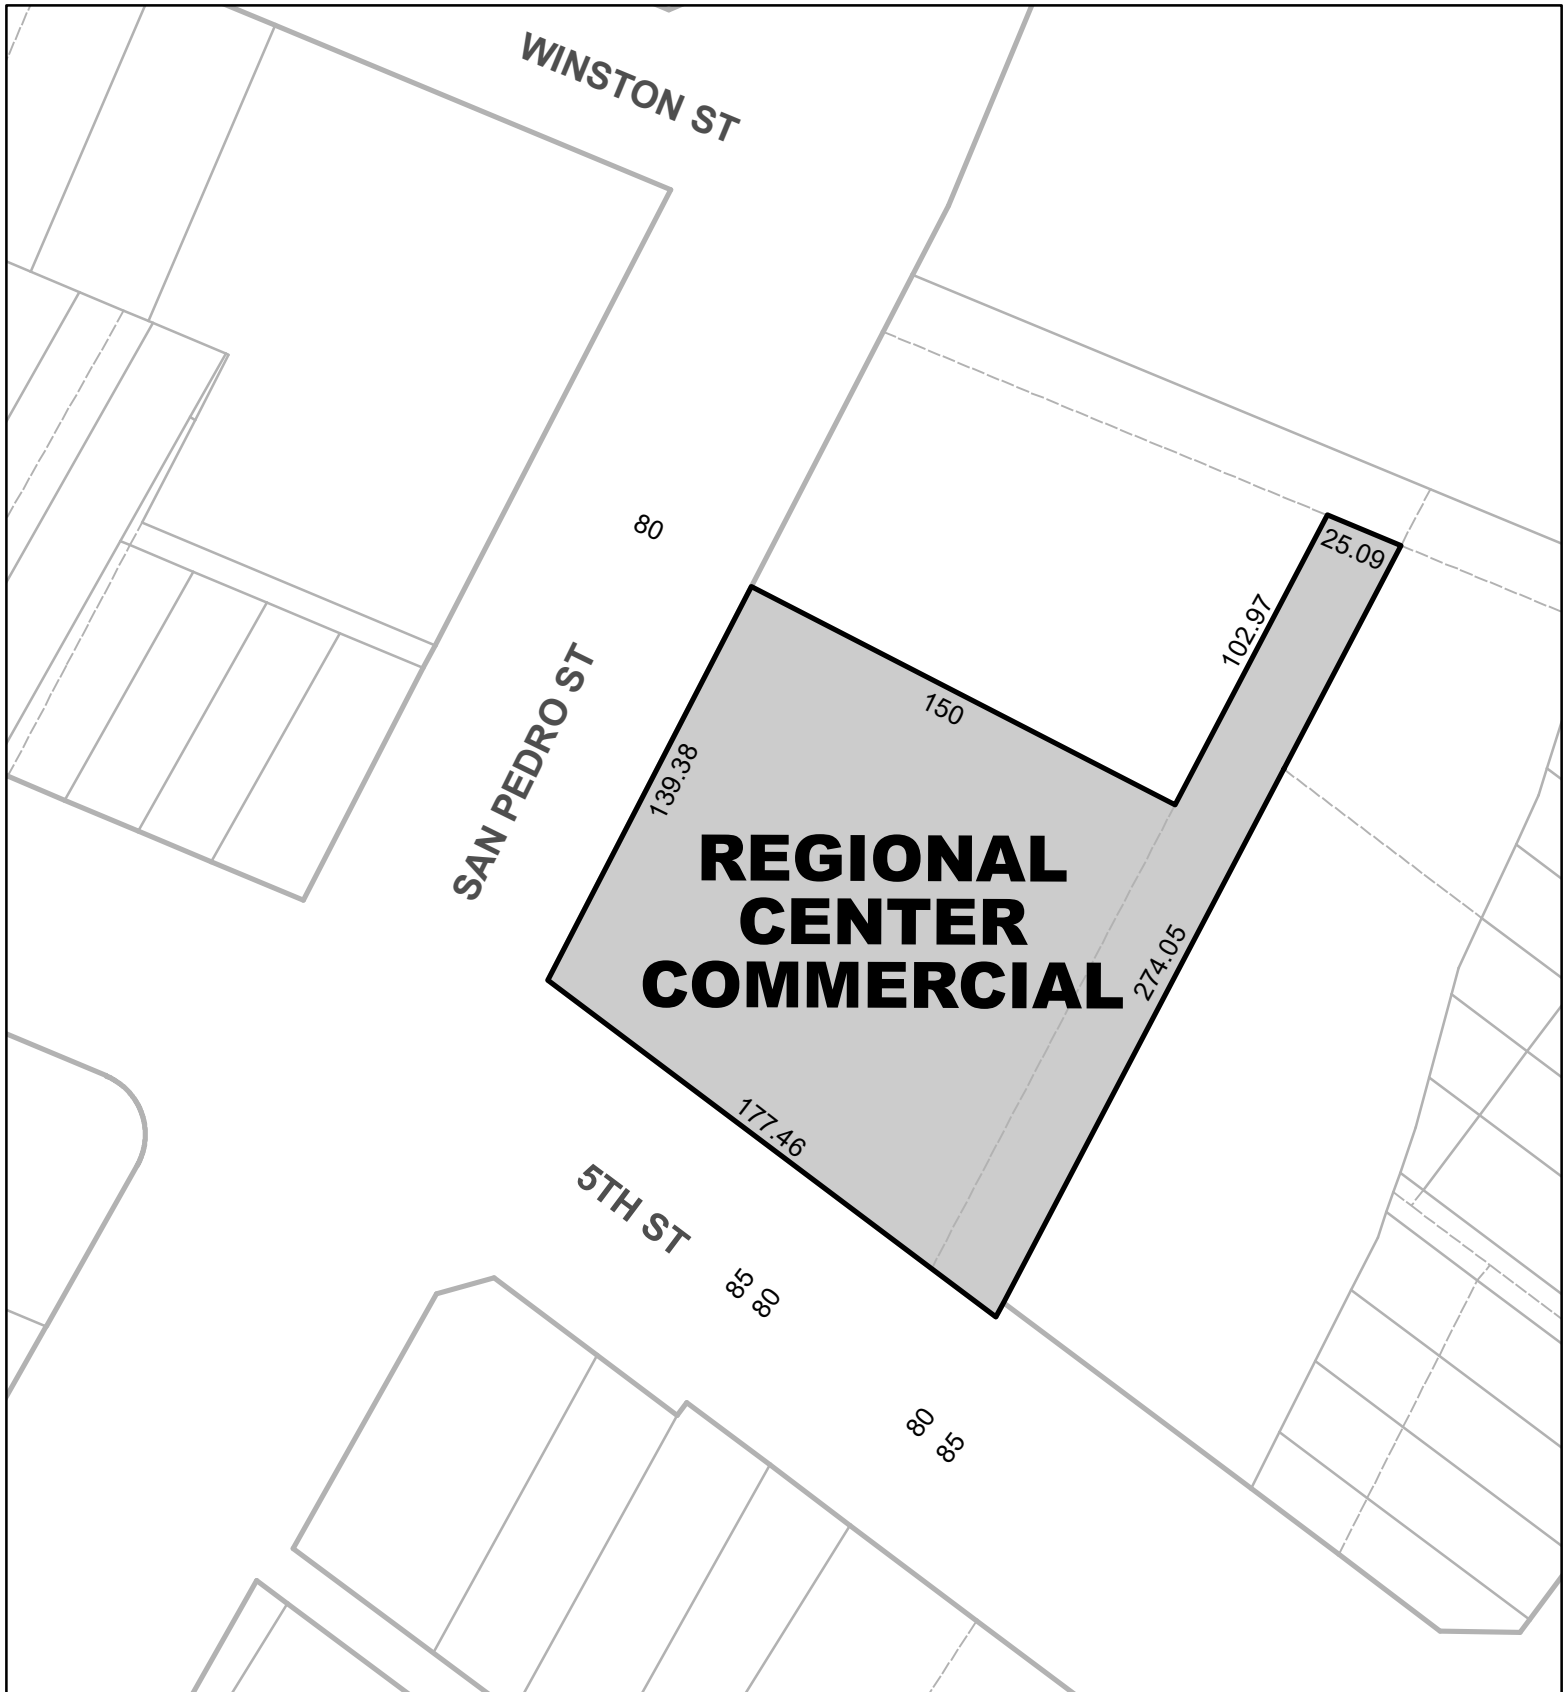 WINSTON ST
80
25.09
102.97
150
SAN PEDRO ST
139.38
REGIONAL
CENTER
COMMERCIAL
274.05
177.46
5TH ST
85
80
80
85